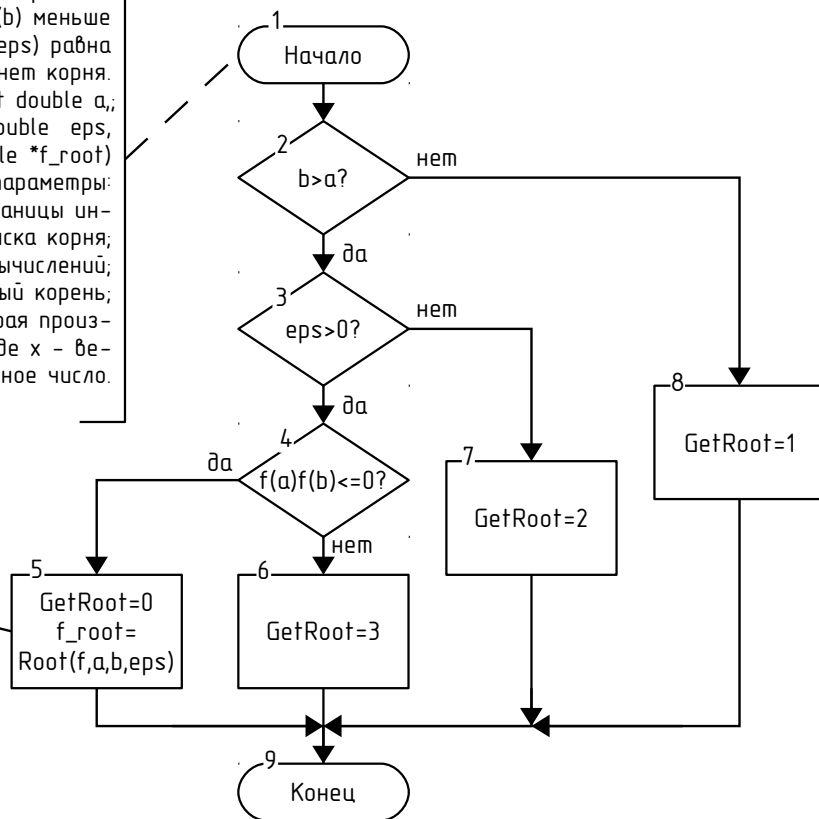 (b) меньше
eps) равна
нет корня.
t double a,;
ouble eps,
le *f_root)
параметры:
аницы ин-
ска корня;
ычислений;
ый корень;
рая произ-
де x - ве-
ное число.
1
Начало
2
b>a?
нет
да
3
eps>0?
нет
да
4
f(a)f(b)<=0?
да
нет
5
GetRoot=0
f_root=
Root(f,a,b,eps)
6
GetRoot=3
7
GetRoot=2
8
GetRoot=1
9
Конец